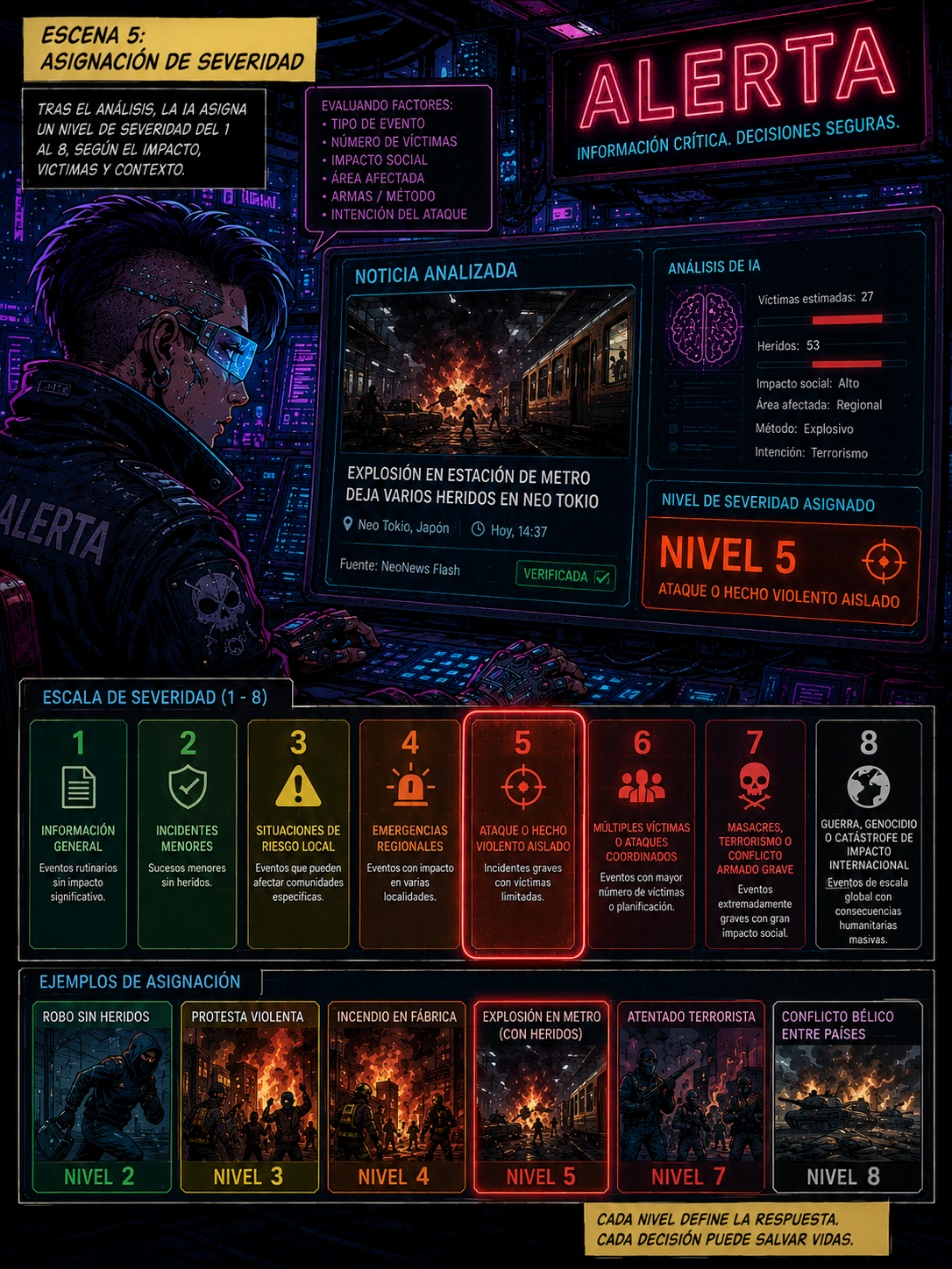 ESCENA 5:
ASIGNACIÓN DE SEVERIDAD
TRAS EL ANÁLISIS, LA IA ASIGNA
UN NIVEL DE SEVERIDAD DEL 1
AL 8, SEGÚN EL IMPACTO,
VICTIMAS Y CONTEXTO.
EVALUANDO FACTORES:
• TIPO DE EVENTO
• NÚMERO DE VÍCTIMAS
• IMPACTO SOCIAL
• ÁREA AFECTADA
• ARMAS / MÉTODO
• INTENCIÓN DEL ATAQUE
ALERTA
INFORMACIÓN CRÍTICA. DECISIONES SEGURAS.
ALERTA
NOTICIA ANALIZADA
EXPLOSIÓN EN ESTACIÓN DE METRO
DEJA VARIOS HERIDOS EN NEO TOKIO
Neo Tokio, Japón
Hoy, 14:37
Fuente: NeoNews Flash
VERIFICADA
ANÁLISIS DE IA
Víctimas estimadas: 27
Heridos: 53
Impacto social: Alto
Área afectada: Regional
Método: Explosivo
Intención: Terrorismo
NIVEL DE SEVERIDAD ASIGNADO
NIVEL 5
ATAQUE O HECHO VIOLENTO AISLADO
ESCALA DE SEVERIDAD (1 - 8)
1
INFORMACIÓN
GENERAL
Eventos rutinarios
sin impacto
significativo.
2
INCIDENTES
MENORES
Sucesos menores
sin heridos.
3
SITUACIONES DE
RIESGO LOCAL
Eventos que pueden
afectar comunidades
específicas.
4
EMERGENCIAS
REGIONALES
Eventos con impacto
en varias
localidades.
5
ATAQUE O HECHO
VIOLENTO AISLADO
Incidentes graves
con víctimas
limitadas.
6
MÚLTIPLES VÍCTIMAS
O ATAQUES
COORDINADOS
Eventos con mayor
número de víctimas
o planificación.
7
MASACRES,
TERRORISMO O
CONFLICTO
ARMADO GRAVE
Eventos
extremadamente
graves con gran
impacto social.
8
GUERRA, GENOCIDIO
O CATÁSTROFE DE
IMPACTO
INTERNACIONAL
Eventos de escala
global con
consecuencias
humanitarias
masivas.
EJEMPLOS DE ASIGNACIÓN
ROBO SIN HERIDOS
NIVEL 2
PROTESTA VIOLENTA
NIVEL 3
INCENDIO EN FÁBRICA
NIVEL 4
EXPLOSIÓN EN METRO
(CON HERIDOS)
NIVEL 5
ATENTADO TERRORISTA
NIVEL 7
CONFLICTO BÉLICO
ENTRE PAÍSES
NIVEL 8
CADA NIVEL DEFINE LA RESPUESTA.
CADA DECISIÓN PUEDE SALVAR VIDAS.